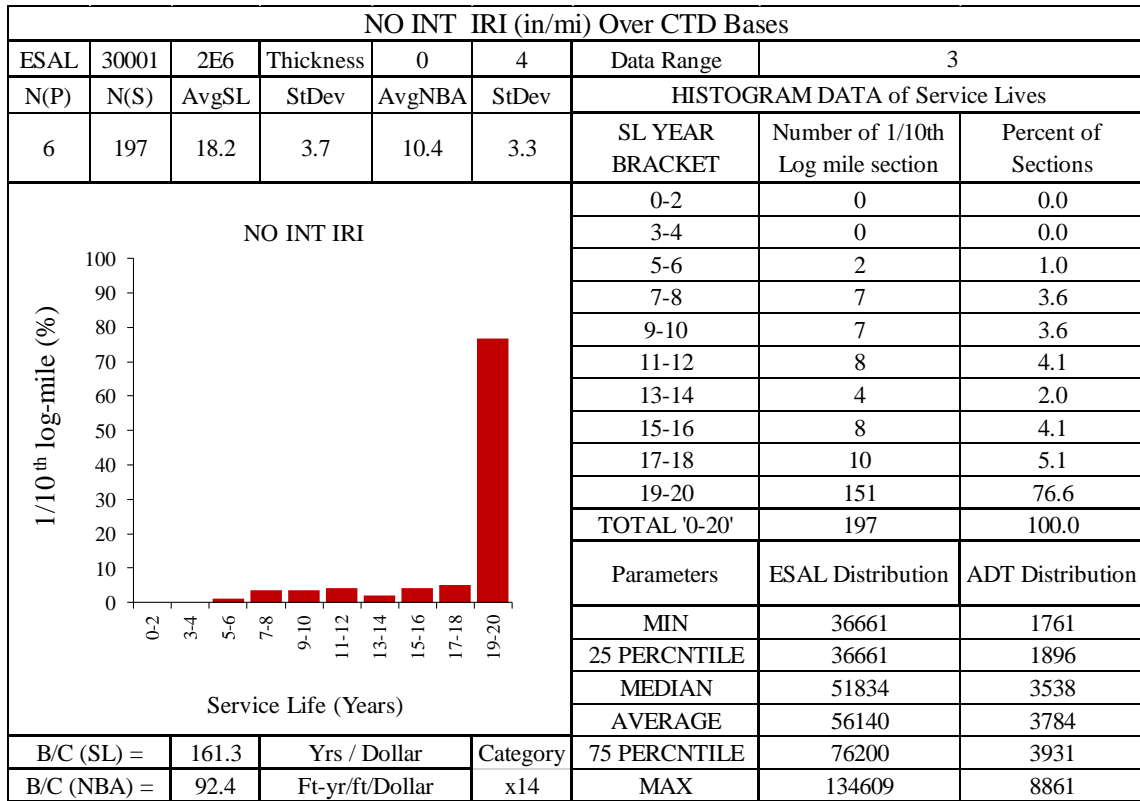 NO INT IRI (in/mi) Over CTD Bases
ESAL 30001 2E6 Thickness 0 4 Data Range 3
N(P) N(S) AvgSL StDev AvgNBA StDev HISTOGRAM DATA of Service Lives
6 197 18.2 3.7 10.4 3.3
SL YEAR BRACKET Number of 1/10th Log mile section Percent of Sections
0-2 0 0.0
3-4 0 0.0
5-6 2 1.0
7-8 7 3.6
9-10 7 3.6
11-12 8 4.1
13-14 4 2.0
15-16 8 4.1
17-18 10 5.1
19-20 151 76.6
TOTAL '0-20' 197 100.0
Parameters ESAL Distribution ADT Distribution
MIN 36661 1761
25 PERCNTILE 36661 1896
MEDIAN 51834 3538
AVERAGE 56140 3784
75 PERCNTILE 76200 3931
MAX 134609 8861
NO INT IRI
1/10 th log-mile (%)
100
90
80
70
60
50
40
30
20
10
0
0-2 3-4 5-6 7-8 9-10 11-12 13-14 15-16 17-18 19-20
Service Life (Years)
B/C (SL) = 161.3 Yrs / Dollar Category
B/C (NBA) = 92.4 Ft-yr/ft/Dollar x14